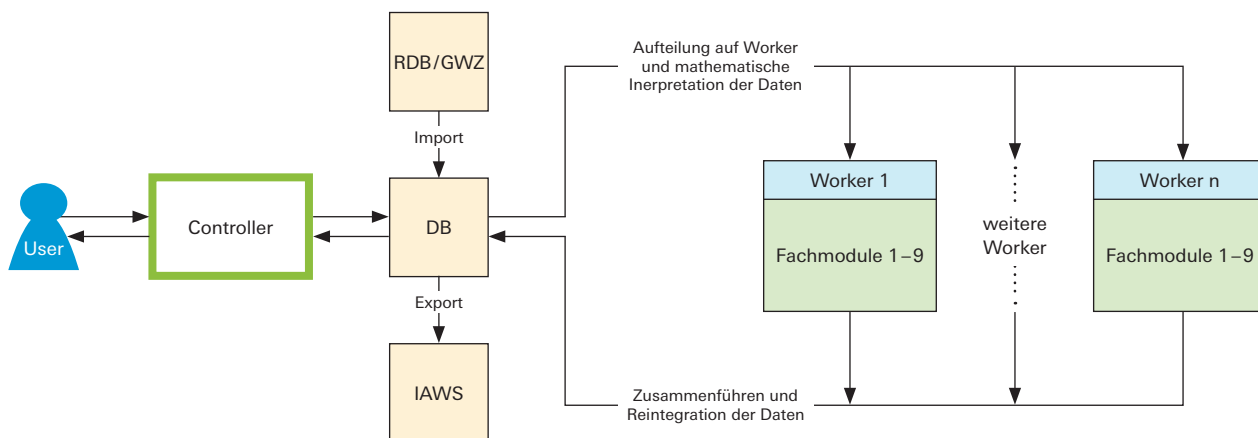 RDB/GWZ
Import
User
Controller
DB
Export
IAWS
Aufteilung auf Worker
und mathematische
Inerpretation der Daten
Worker 1
Fachmodule 1–9
weitere
Worker
Worker n
Fachmodule 1–9
Zusammenführen und
Reintegration der Daten